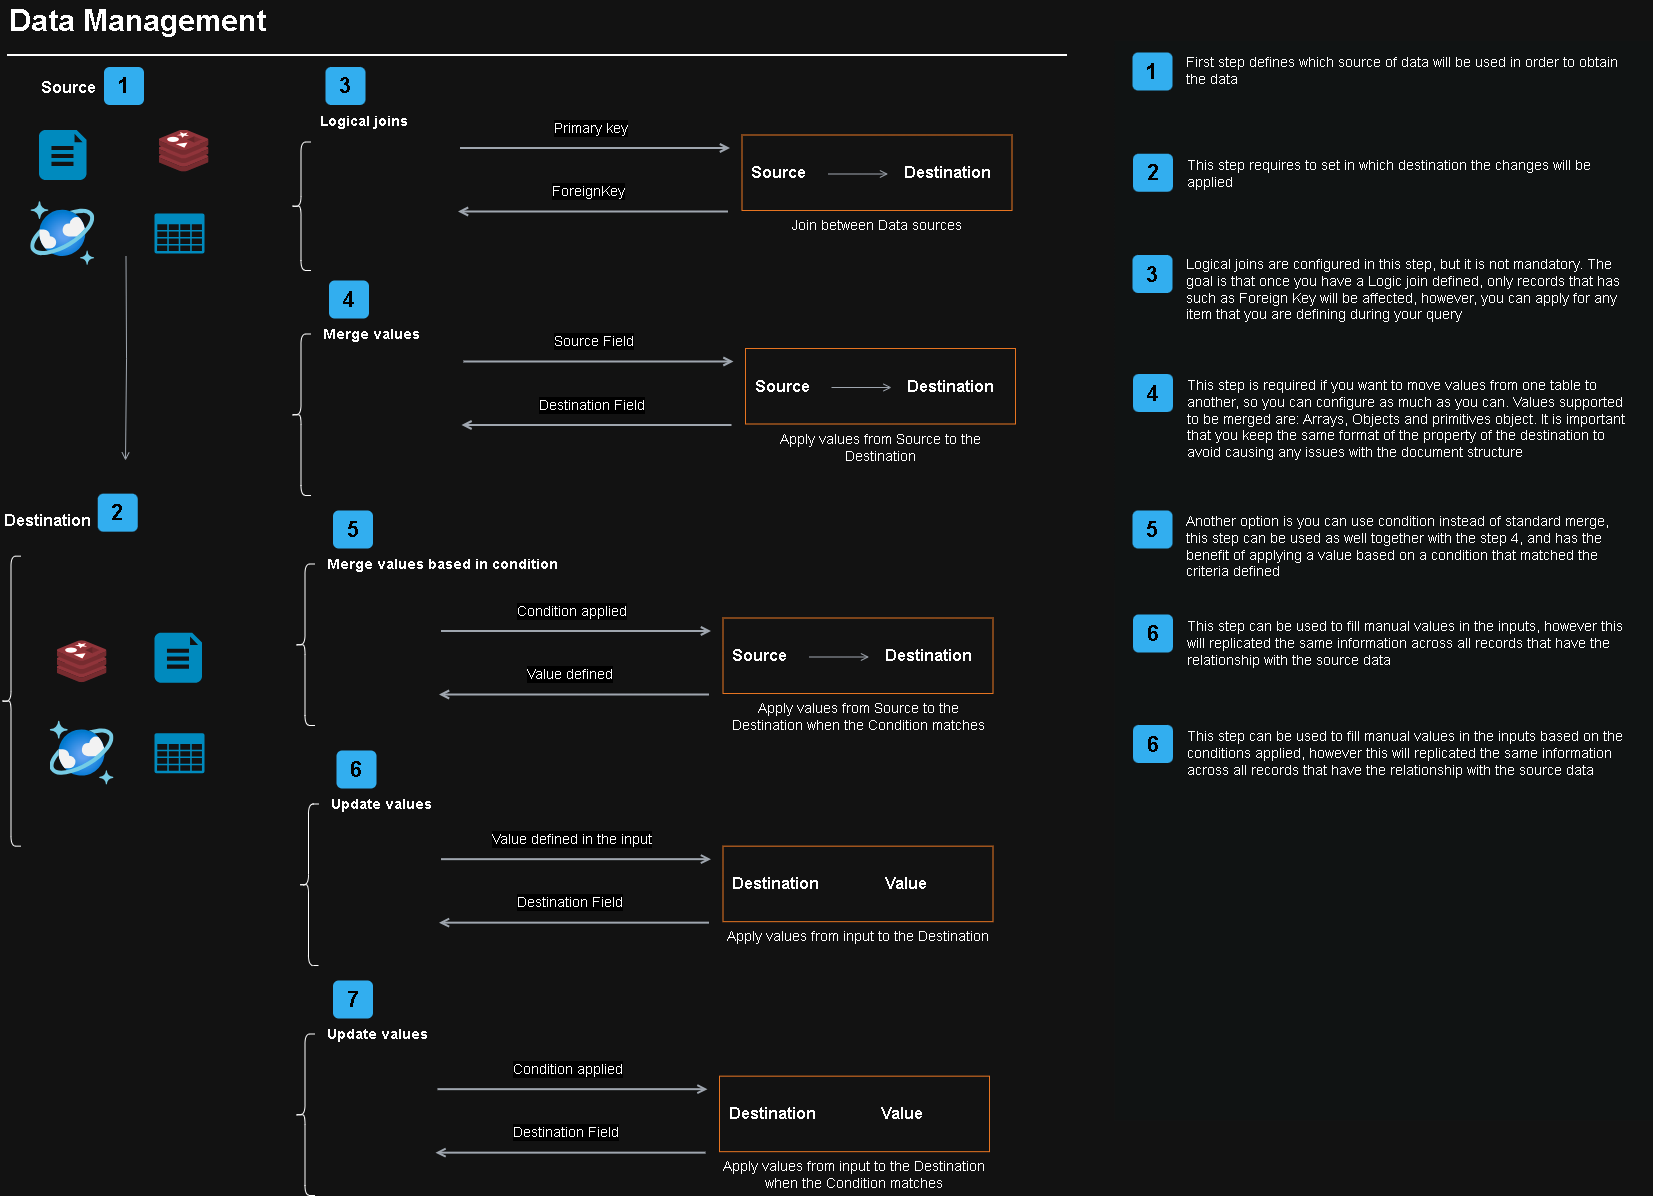 Data Management
Source
1
3
Logical joins
Primary key
ForeignKey
Source
Destination
Join between Data sources
4
Merge values
Source Field
Destination Field
Source
Destination
Apply values from Source to the
Destination
Destination
2
5
Merge values based in condition
Condition applied
Value defined
Source
Destination
Apply values from Source to the
Destination when the Condition matches
6
Update values
Value defined in the input
Destination Field
Destination
Value
Apply values from input to the Destination
7
Update values
Condition applied
Destination Field
Destination
Value
Apply values from input to the Destination
when the Condition matches
1
First step defines which source of data will be used in order to obtain
the data
2
This step requires to set in which destination the changes will be
applied
3
Logical joins are configured in this step, but it is not mandatory. The
goal is that once you have a Logic join defined, only records that has
such as Foreign Key will be affected, however, you can apply for any
item that you are defining during your query
4
This step is required if you want to move values from one table to
another, so you can configure as much as you can. Values supported
to be merged are: Arrays, Objects and primitives object. It is important
that you keep the same format of the property of the destination to
avoid causing any issues with the document structure
5
Another option is you can use condition instead of standard merge,
this step can be used as well together with the step 4, and has the
benefit of applying a value based on a condition that matched the
criteria defined
6
This step can be used to fill manual values in the inputs, however this
will replicated the same information across all records that have the
relationship with the source data
6
This step can be used to fill manual values in the inputs based on the
conditions applied, however this will replicated the same information
across all records that have the relationship with the source data